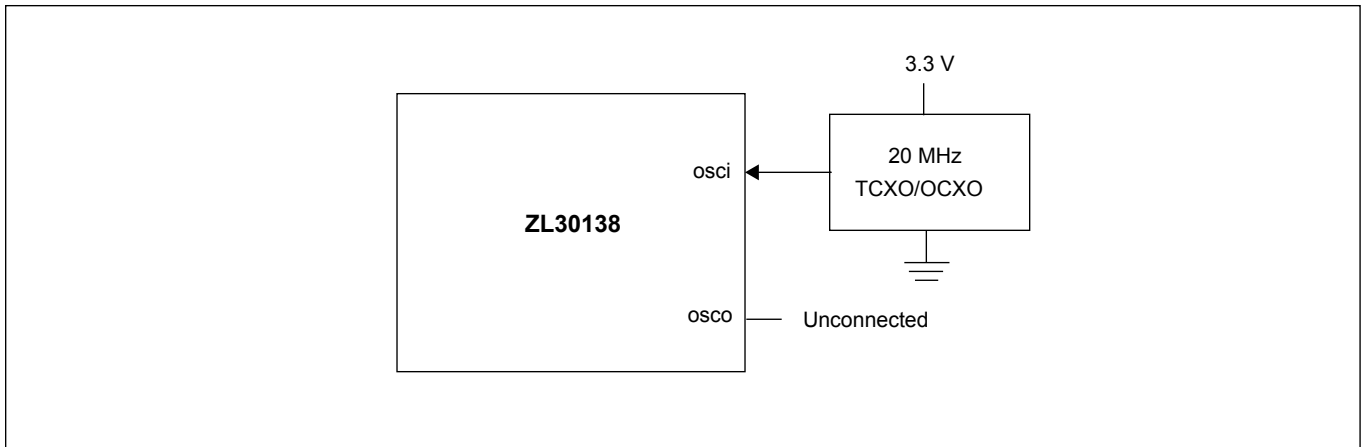 3.3 V
20 MHz
TCXO/OCXO
osci
ZL30138
osco
Unconnected